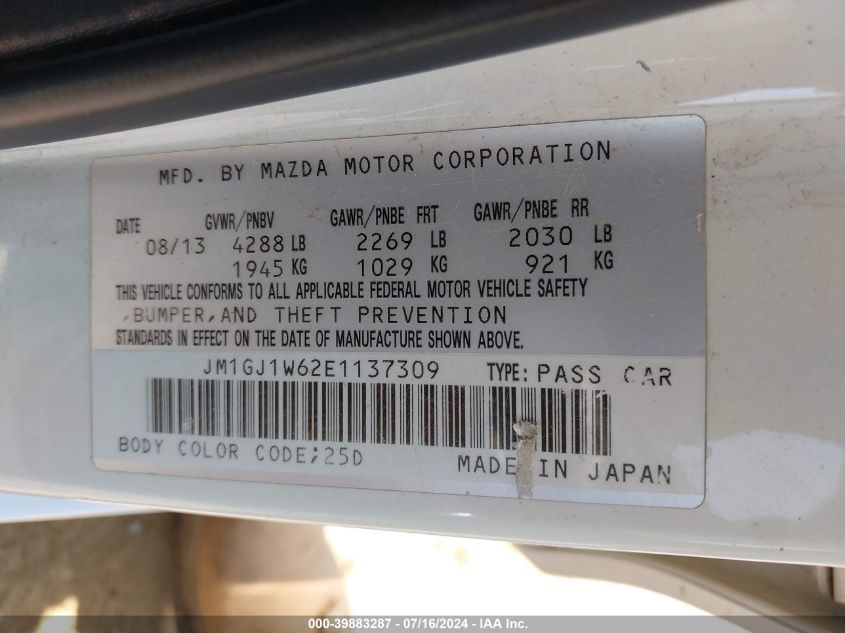 MFD. BY MAZDA MOTOR CORPORATION
DATE GVWR/PNBV GAWR/PNBE FRT GAWR/PNBE RR
08/13 4288 LB 2269 LB 2030 LB
1945 KG 1029 KG 921 KG
THIS VEHICLE CONFORMS TO ALL APPLICABLE FEDERAL MOTOR VEHICLE SAFETY
,BUMPER,AND THEFT PREVENTION
STANDARDS IN EFFECT ON THE DATE OF MANUFACTURE SHOWN ABOVE.
JM1GJ1W62E1137309 TYPE: PASS CAR
BODY COLOR CODE;25D
MADE IN JAPAN
000-39883287 - 07/16/2024 - IAA Inc.